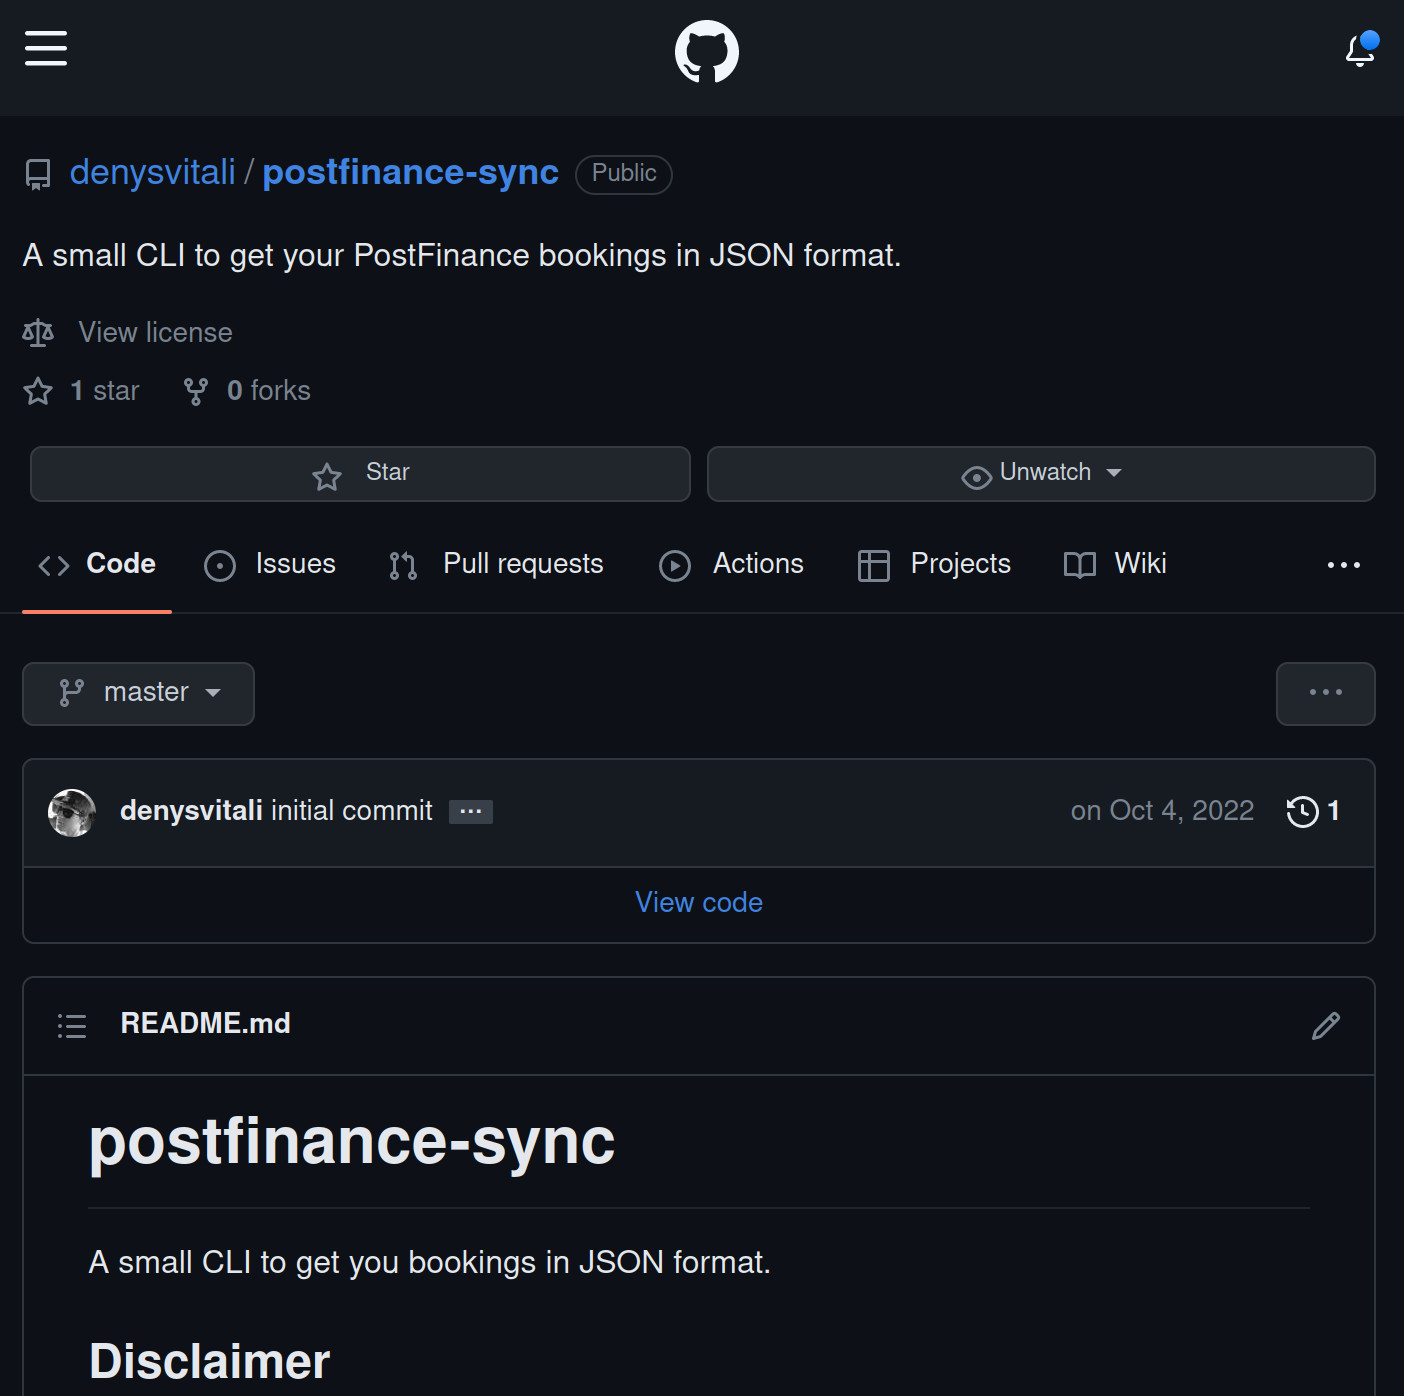 denysvitali / postfinance-sync Public
A small CLI to get your PostFinance bookings in JSON format.
View license
1 star 0 forks
Star Unwatch
Code Issues Pull requests Actions Projects Wiki
master
denysvitali initial commit on Oct 4, 2022 1
View code
README.md
postfinance-sync
A small CLI to get you bookings in JSON format.
Disclaimer